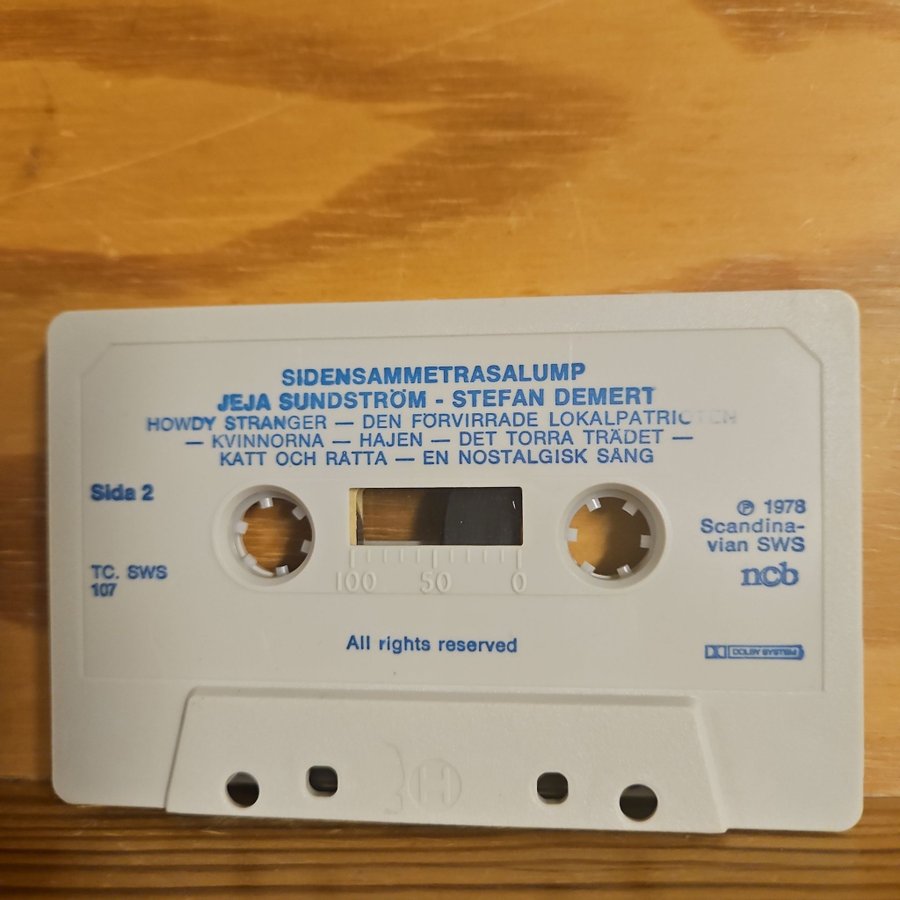 SIDENSAMMETRASALUMP
JEJA SUNDSTRÖM - STEFAN DEMERT
HOWDY STRANGER — DEN FÖRVIRRADE LOKALPATRIOTEN
— KVINNORNA — HAJEN — DET TORRA TRÄDET —
KATT OCH RÅTTA — EN NOSTALGISK SÅNG
Sida 2
TC. SWS
107
℗ 1978
Scandina-
vian SWS
ncb
100 50 0
All rights reserved
DOLBY SYSTEM
H